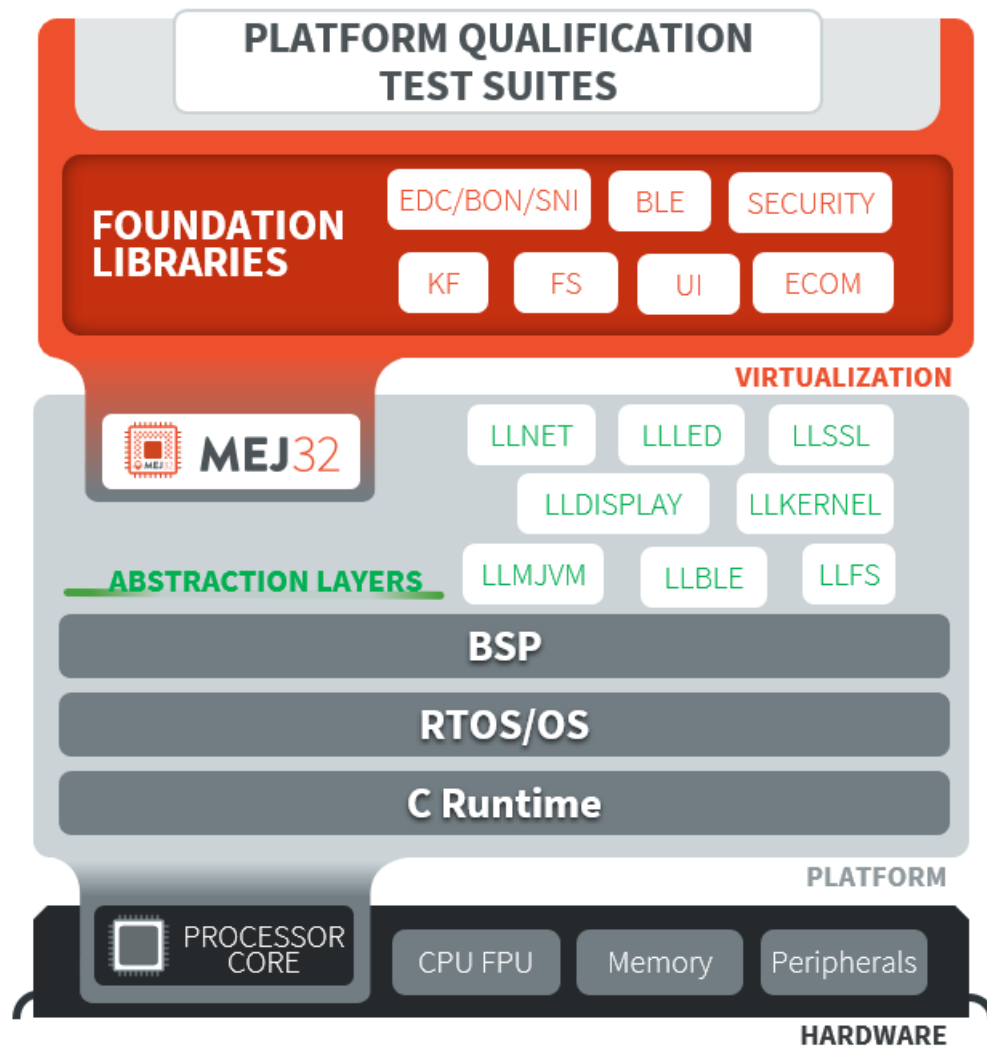 PLATFORM QUALIFICATION
TEST SUITES
FOUNDATION
LIBRARIES
EDC/BON/SNI
BLE
SECURITY
KF
FS
UI
ECOM
VIRTUALIZATION
MEJ32
MEJ32
LLNET
LLLED
LLSSL
LLDISPLAY
LLKERNEL
ABSTRACTION LAYERS
LLMJVM
LLBLE
LLFS
BSP
RTOS/OS
C Runtime
PLATFORM
PROCESSOR
CORE
CPU FPU
Memory
Peripherals
HARDWARE